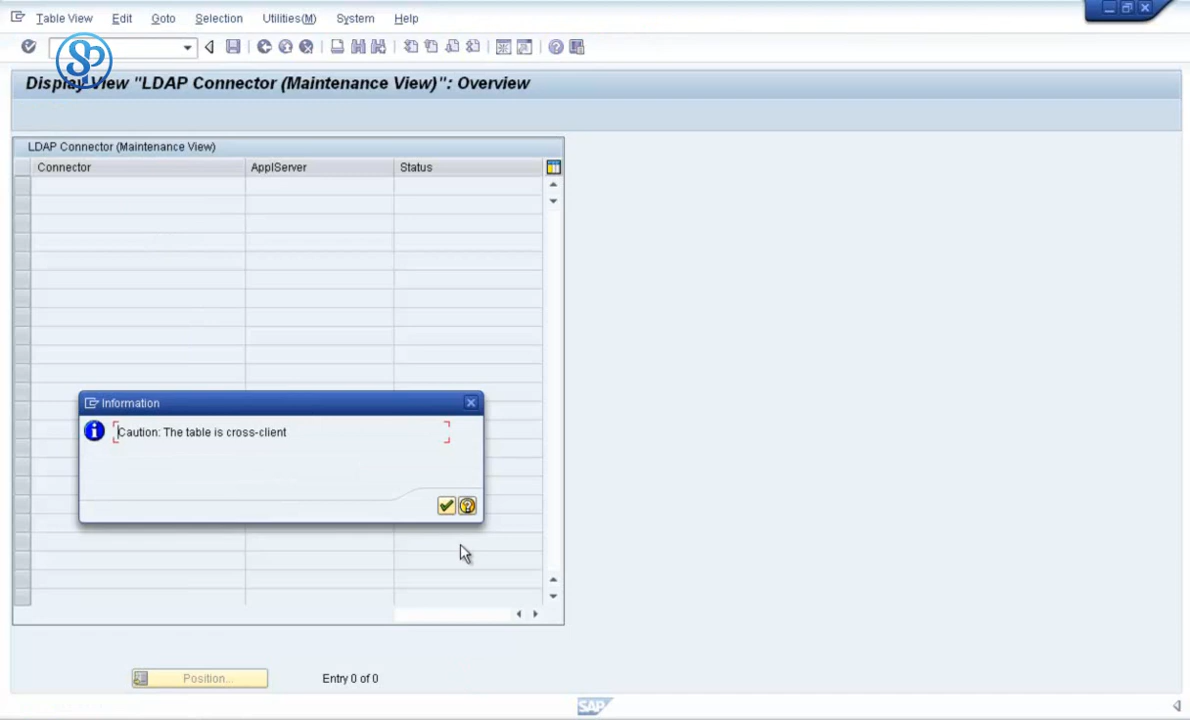 Table View Edit Goto Selection Utilities(M) System Help
SP
Display View "LDAP Connector (Maintenance View)": Overview
LDAP Connector (Maintenance View)
Connector ApplServer Status
Information
Caution: The table is cross-client
Position... Entry 0 of 0
SAP